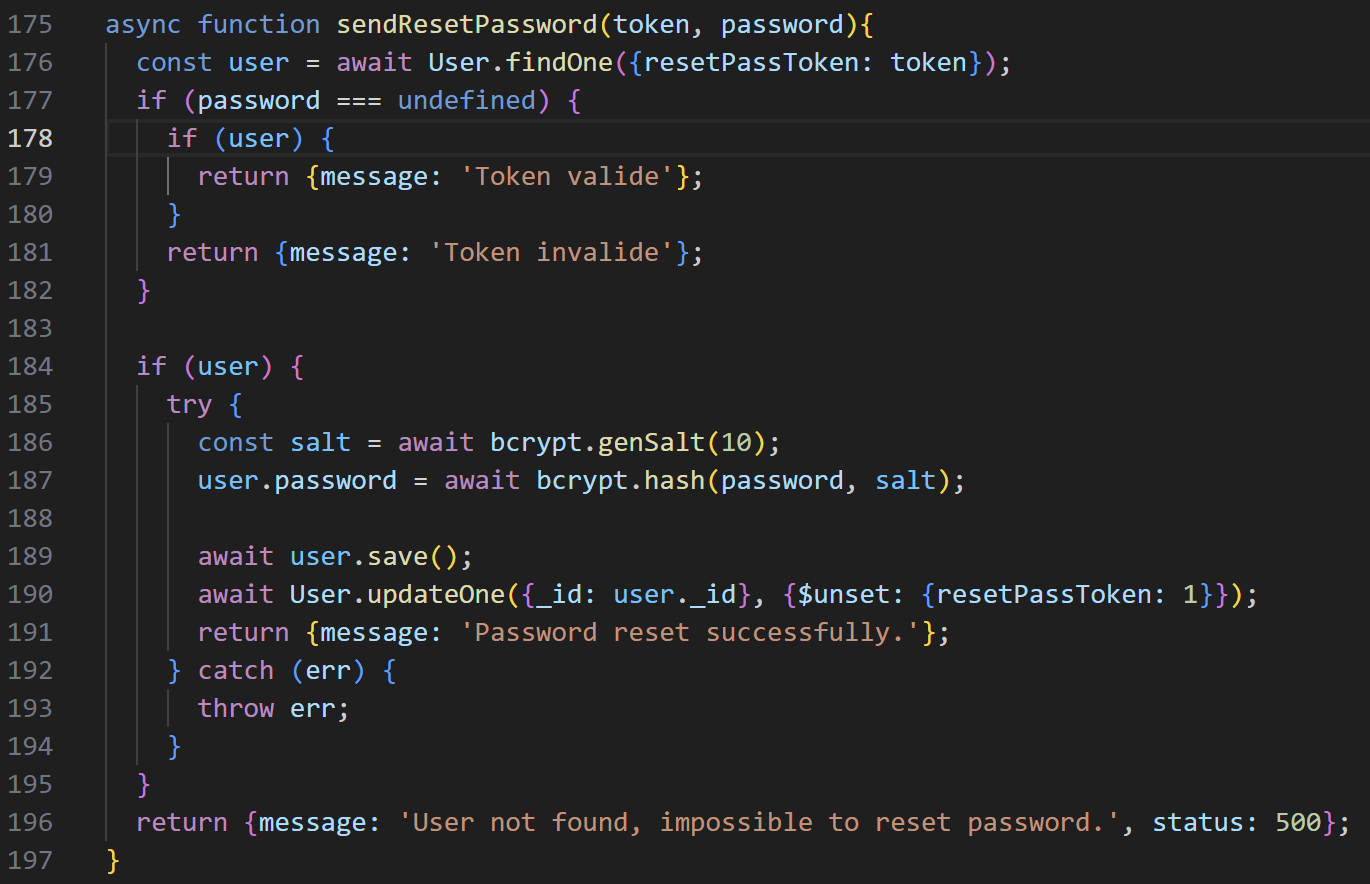 175 async function sendResetPassword(token, password){
176   const user = await User.findOne({resetPassToken: token});
177   if (password === undefined) {
178     if (user) {
179       return {message: 'Token valide'};
180     }
181     return {message: 'Token invalide'};
182   }
183
184   if (user) {
185     try {
186       const salt = await bcrypt.genSalt(10);
187       user.password = await bcrypt.hash(password, salt);
188
189       await user.save();
190       await User.updateOne({_id: user._id}, {$unset: {resetPassToken: 1}});
191       return {message: 'Password reset successfully.'};
192     } catch (err) {
193       throw err;
194     }
195   }
196   return {message: 'User not found, impossible to reset password.', status: 500};
197 }